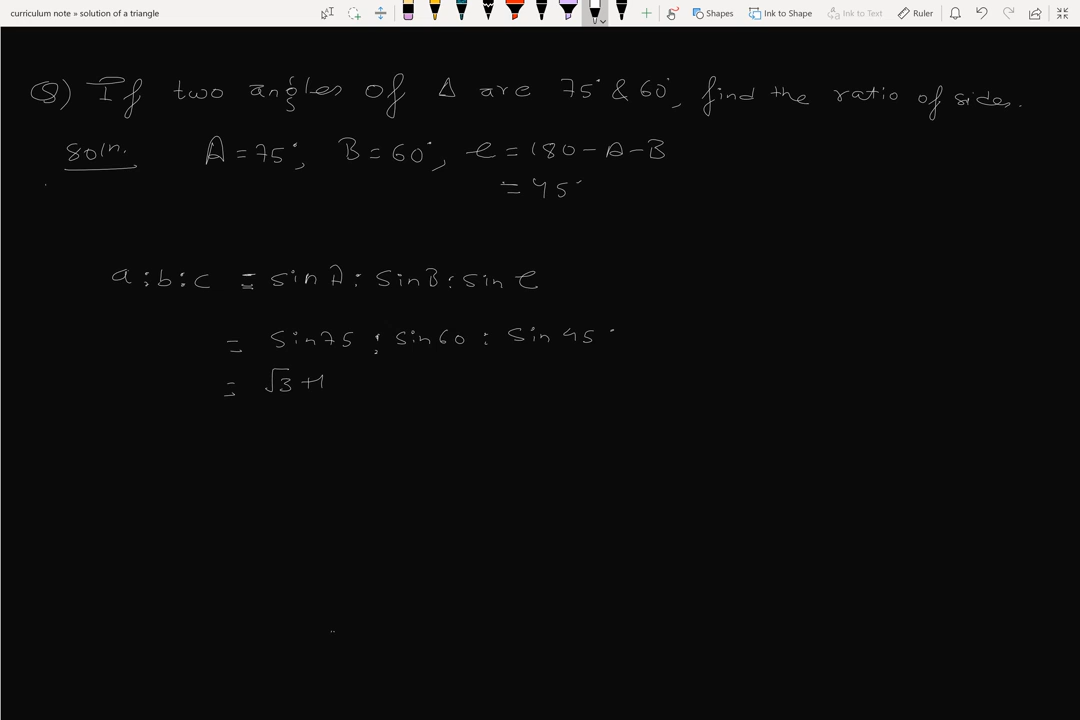 curriculum note » solution of a triangle
Shapes Ink to Shape Ink to Text Ruler
Q) If two angles of Δ are 75° & 60°, find the ratio of sides.
Soln. A = 75°, B = 60°, C = 180 - A - B
= 45°
a : b : c = sin A : sin B : sin C
= sin 75 : sin 60 : sin 45°
= √3 + 1